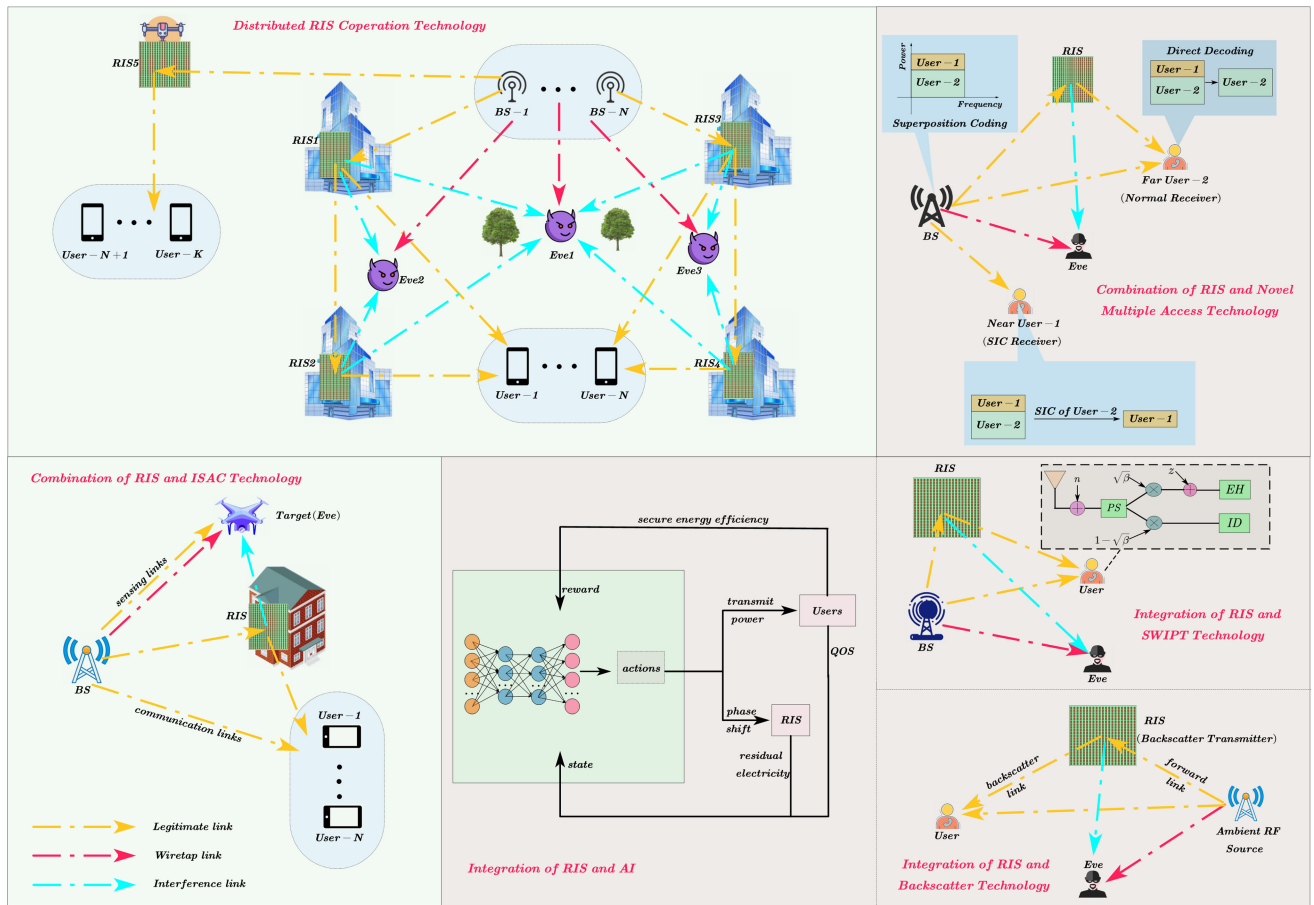 Distributed RIS Coperation Technology
RIS5
BS−1
BS−N
RIS1
RIS3
User−N+1
User−K
Eve1
Eve2
Eve3
RIS2
RIS4
User−1
User−N
Power
User−1
User−2
Frequency
Superposition Coding
RIS
Direct Decoding
User−1
User−2
User−2
Far User−2
(Normal Receiver)
BS
Eve
Near User−1
(SIC Receiver)
Combination of RIS and Novel
Multiple Access Technology
User−1
User−2
SIC of User−2
User−1
Combination of RIS and ISAC Technology
Target(Eve)
sensing links
RIS
BS
communication links
User−1
User−N
Legitimate link
Wiretap link
Interference link
secure energy efficiency
reward
transmit
power
Users
QOS
actions
phase
shift
RIS
residual
electricity
state
Integration of RIS and AI
RIS
n
√β
z
PS
EH
ID
1−√β
User
BS
Eve
Integration of RIS and
SWIPT Technology
RIS
(Backscatter Transmitter)
backscatter
link
forward
link
User
Ambient RF
Source
Eve
Integration of RIS and
Backscatter Technology